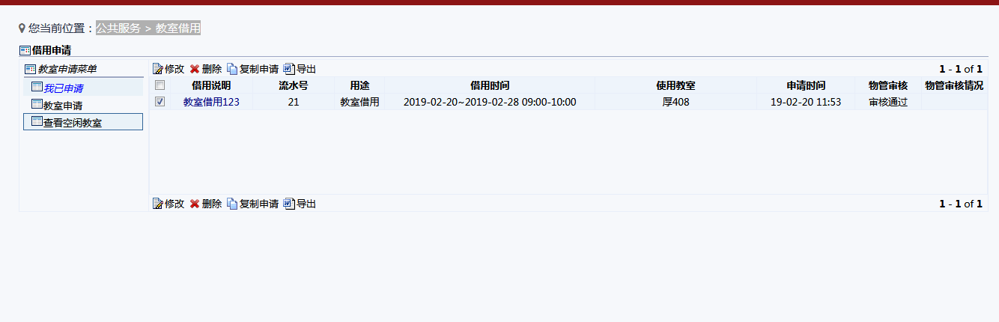 您当前位置：公共服务 > 教室借用
借用申请
教室申请菜单
我已申请
教室申请
查看空闲教室
修改 删除 复制申请 导出 1 - 1 of 1
借用说明 流水号 用途 借用时间 使用教室 申请时间 物管审核 物管审核情况
教室借用123 21 教室借用 2019-02-20~2019-02-28 09:00-10:00 厚408 19-02-20 11:53 审核通过
修改 删除 复制申请 导出 1 - 1 of 1